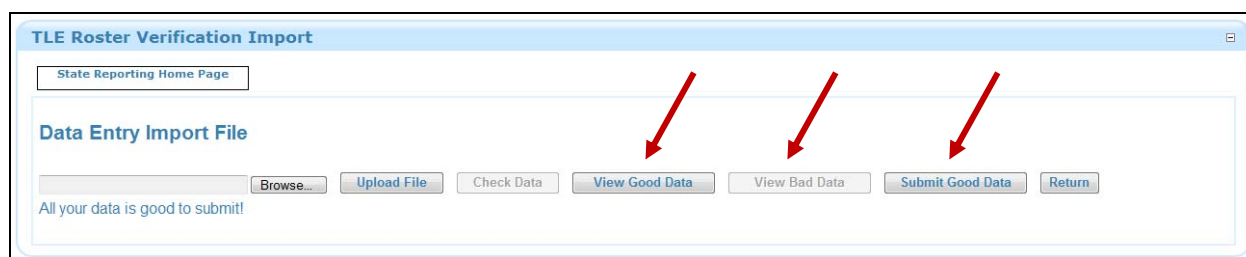 TLE Roster Verification Import
State Reporting Home Page
Data Entry Import File
Browse... Upload File Check Data View Good Data View Bad Data Submit Good Data Return
All your data is good to submit!